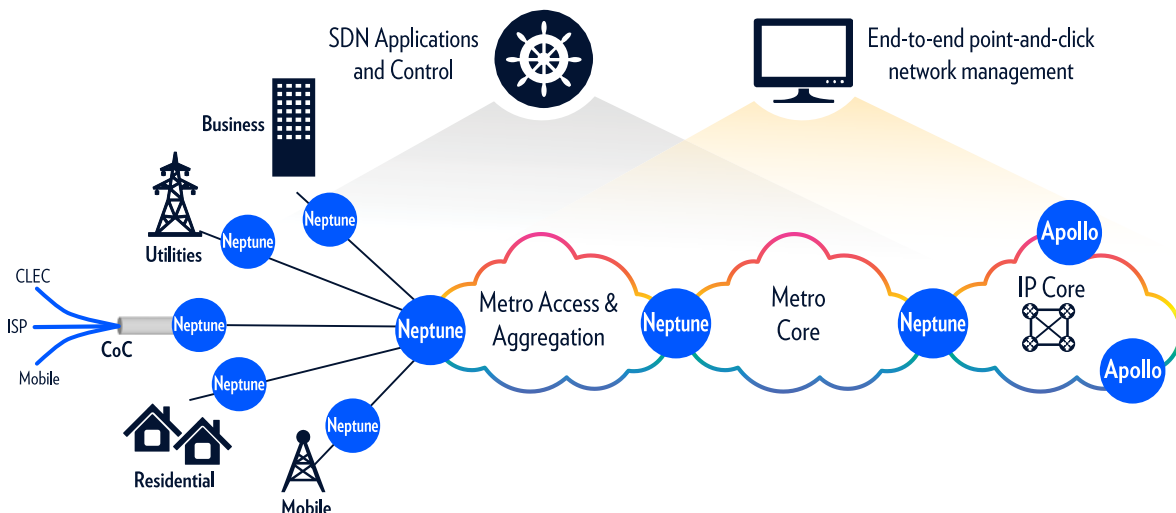 SDN Applications
and Control
End-to-end point-and-click
network management
Business
Neptune
Utilities
Neptune
CLEC
ISP
Mobile
CoC
Neptune
Neptune
Residential
Neptune
Mobile
Neptune
Metro Access &
Aggregation
Neptune
Metro
Core
Neptune
Apollo
IP Core
Apollo